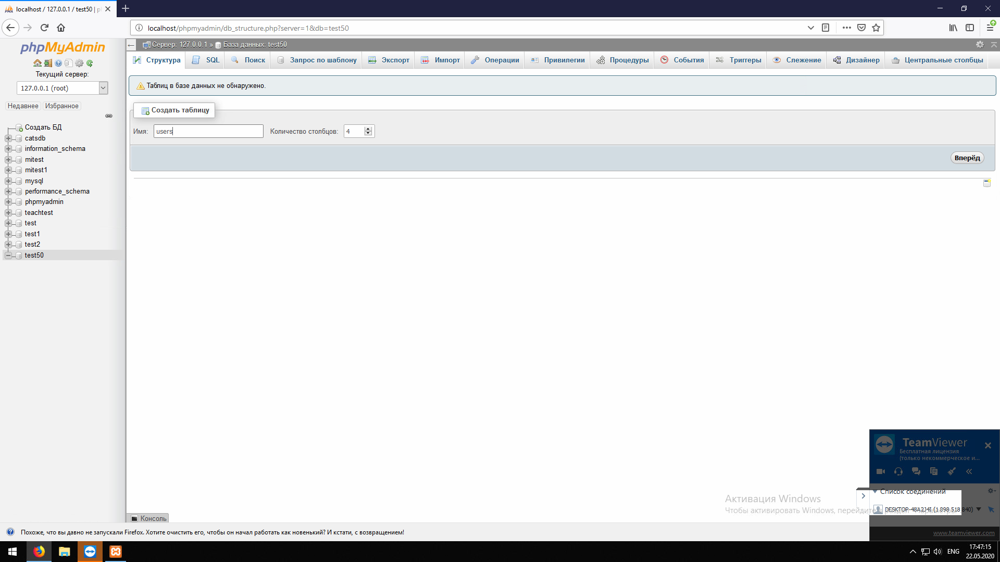 localhost / 127.0.0.1 / test50 | p
localhost/phpmyadmin/db_structure.php?server=1&db=test50
phpMyAdmin
Текущий сервер:
127.0.0.1 (root)
Недавнее Избранное
Создать БД
catsdb
information_schema
mitest
mitest1
mysql
performance_schema
phpmyadmin
teachtest
test
test1
test2
test50
Сервер: 127.0.0.1 » База данных: test50
Структура SQL Поиск Запрос по шаблону Экспорт Импорт Операции Привилегии Процедуры События Триггеры Слежение Дизайнер Центральные столбцы
Таблиц в базе данных не обнаружено.
Создать таблицу
Имя: users Количество столбцов: 4
Вперёд
Консоль
TeamViewer
Бесплатная лицензия
(только некоммерческое и...
Список соединений
DESKTOP-48A2J4I (1 898 518 840)
www.teamviewer.com
Активация Windows
Чтобы активировать Windows, перейдите в раздел "Параметры".
Похоже, что вы давно не запускали Firefox. Хотите очистить его, чтобы он начал работать как новенький? И кстати, с возвращением!
ENG
17:47:15
22.05.2020